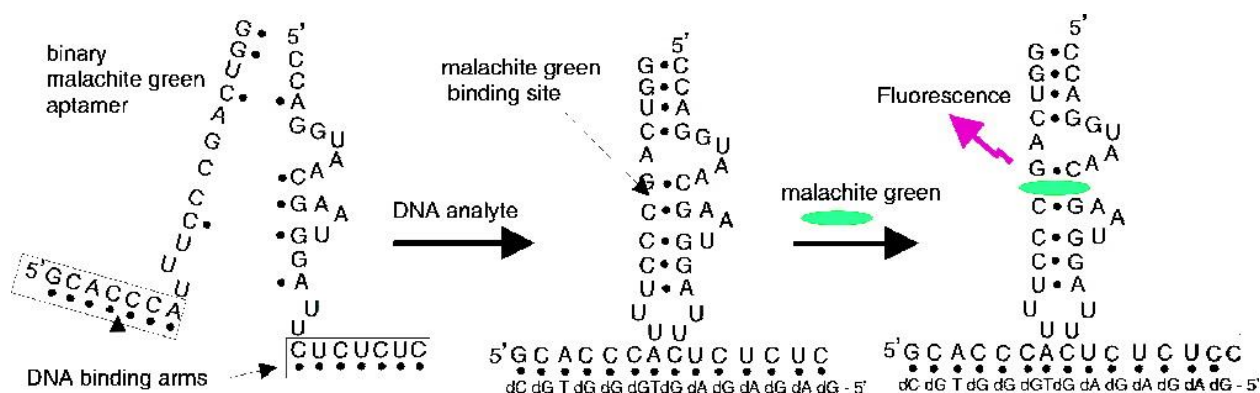 binary
malachite green
aptamer
G
G
U
C
A
G
C
C
C
U
U
U
5'GCACCCA
5'
C
C
A
G G U
A
C A A
G A A
G U
G
A
U
U
CUCUCUC
DNA binding arms
DNA analyte
malachite green
binding site
5'
G C
G C
U A
C G G U
A A
G C A A
C G A A
C G U
C G
U A
U U
U U
5'GCACCCACUCUCUC
dC dG T dG dG dGTdG dA dG dA dG dA dG - 5'
malachite green
Fluorescence
5'
G C
G C
U A
C G G U
A A
G C A
C G A A
C G U
C G
U A
U U
U U
5'GCACCCACUCUCUCC
dC dG T dG dG dGTdG dA dG dA dG dA dG - 5'